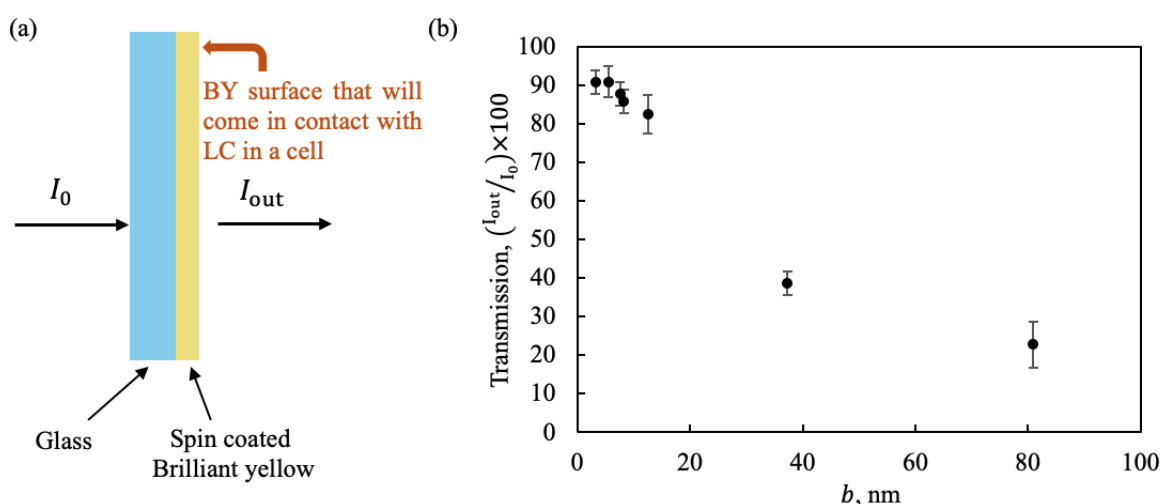 (a)
BY surface that will
come in contact with
LC in a cell
I₀
I_out
Glass
Spin coated
Brilliant yellow
(b)
Transmission, (I_out/I₀)×100
100
90
80
70
60
50
40
30
20
10
0
0 20 40 60 80 100
b, nm